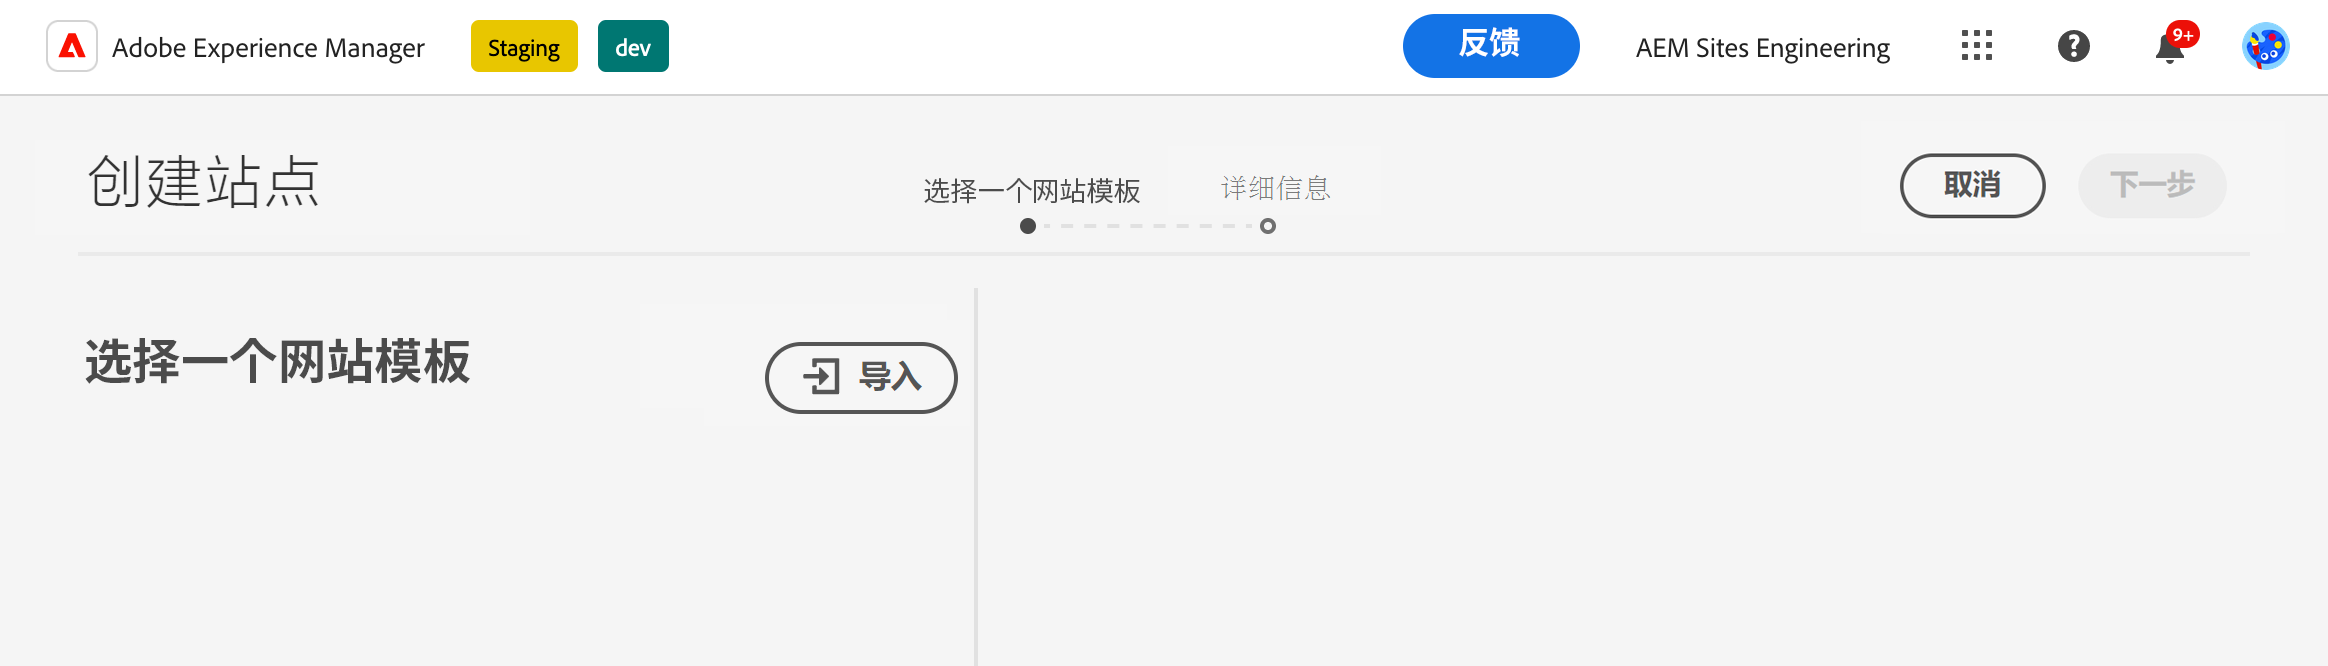 Adobe Experience Manager
Staging
dev
反馈
AEM Sites Engineering
9+
创建站点
选择一个网站模板
详细信息
取消
下一步
选择一个网站模板
导入